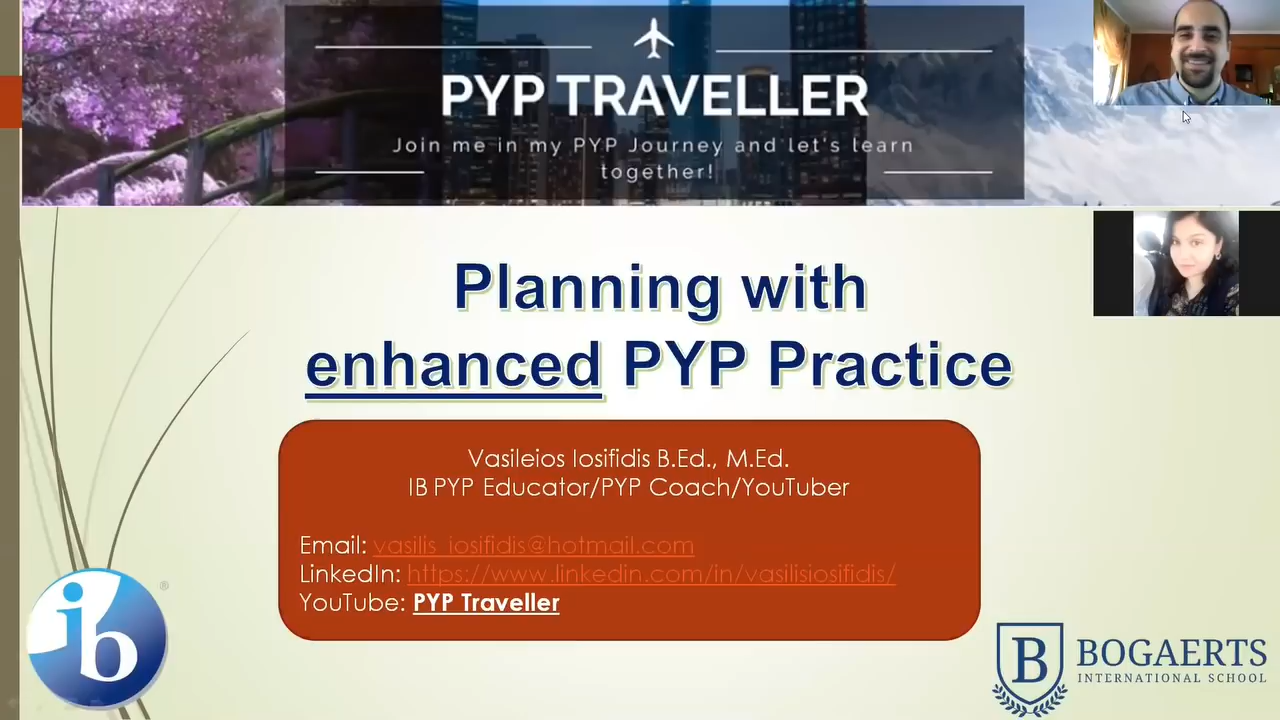 PYP TRAVELLER
Join me in my PYP Journey and let's learn
together!
Planning with
enhanced PYP Practice
Vasileios Iosifidis B.Ed., M.Ed.
IB PYP Educator/PYP Coach/YouTuber
Email: vasilis_iosifidis@hotmail.com
LinkedIn: https://www.linkedin.com/in/vasilisiosifidis/
YouTube: PYP Traveller
ib
®
B
BOGAERTS
INTERNATIONAL SCHOOL